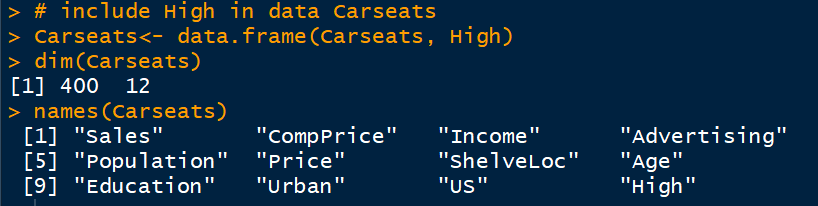 > # include High in data Carseats
> Carseats<- data.frame(Carseats, High)
> dim(Carseats)
[1] 400  12
> names(Carseats)
 [1] "Sales"       "CompPrice"   "Income"      "Advertising"
 [5] "Population"  "Price"       "ShelveLoc"   "Age"
 [9] "Education"   "Urban"       "US"          "High"